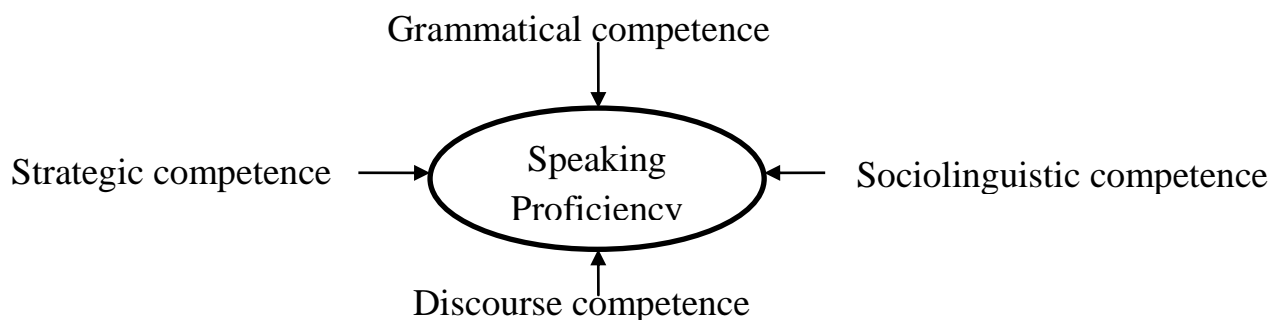 Grammatical competence
Strategic competence
Speaking
Proficiency
Sociolinguistic competence
Discourse competence